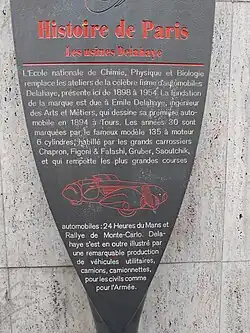 Histoire de Paris
Les usines Delahaye
L'Ecole nationale de Chimie, Physique et Biologie
remplace les ateliers de la célèbre firme d'automobiles
Delahaye, présente ici de 1898 à 1954. La fondation
de la marque est due à Emile Delahaye, ingénieur
des Arts et Métiers, qui dessine sa première auto-
mobile en 1894 à Tours. Les années 30 sont
marquées par le fameux modèle 135 à moteur
6 cylindres, habillé par les grands carrossiers
Chapron, Figoni & Falashi, Gruber, Saoutchik,
et qui remporte les plus grandes courses
automobiles : 24 Heures du Mans et
Rallye de Monte-Carlo. Dela-
haye s'est en outre illustré par
une remarquable production
de véhicules utilitaires,
camions, camionnettes,
pour les civils comme
pour l'Armée.